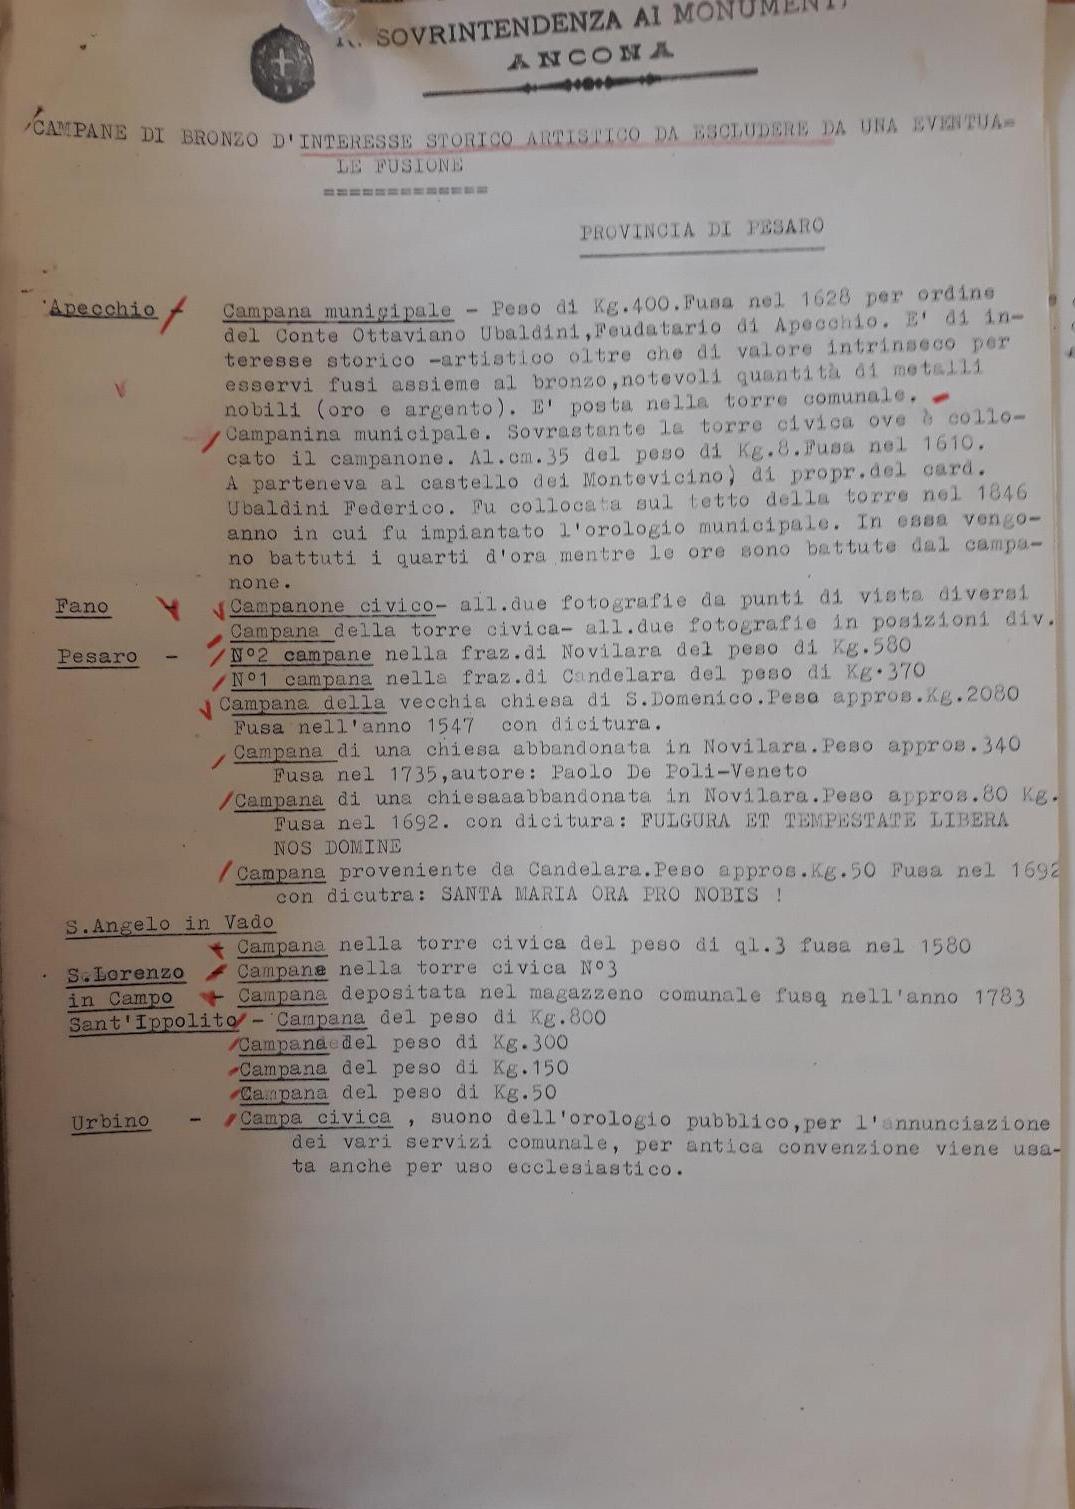 R. SOVRINTENDENZA AI MONUMENTI
ANCONA
CAMPANE DI BRONZO D'INTERESSE STORICO ARTISTICO DA ESCLUDERE DA UNA EVENTUA=
LE FUSIONE
=============
PROVINCIA DI PESARO
Apecchio - Campana municipale - Peso di Kg.400.Fusa nel 1628 per ordine
del Conte Ottaviano Ubaldini,Feudatario di Apecchio. E' di in-
teresse storico -artistico oltre che di valore intrinseco per
esservi fusi assieme al bronzo,notevoli quantità di metalli
nobili (oro e argento). E' posta nella torre comunale.
Campanina municipale. Sovrastante la torre civica ove è collo-
cato il campanone. Al.cm.35 del peso di Kg.8.Fusa nel 1610.
A parteneva al castello dei Montevicino) di propr.del card.
Ubaldini Federico. Fu collocata sul tetto della torre nel 1846
anno in cui fu impiantato l'orologio municipale. In essa vengo-
no battuti i quarti d'ora mentre le ore sono battute dal campa-
none.
Fano - Campanone civico- all.due fotografie da punti di vista diversi
Campana della torre civica- all.due fotografie in posizioni div.
Pesaro - N°2 campane nella fraz.di Novilara del peso di Kg.580
N°1 campana nella fraz.di Candelara del peso di Kg.370
Campana della vecchia chiesa di S.Domenico.Peso appros.Kg.2080
Fusa nell'anno 1547 con dicitura.
Campana di una chiesa abbandonata in Novilara.Peso appros.340
Fusa nel 1735,autore: Paolo De Poli-Veneto
Campana di una chiesaaabbandonata in Novilara.Peso appros.80 Kg.
Fusa nel 1692. con dicitura: FULGURA ET TEMPESTATE LIBERA
NOS DOMINE
Campana proveniente da Candelara.Peso appros.Kg.50 Fusa nel 1692
con dicutra: SANTA MARIA ORA PRO NOBIS !
S.Angelo in Vado
Campana nella torre civica del peso di ql.3 fusa nel 1580
S.Lorenzo Campane nella torre civica N°3
in Campo - Campana depositata nel magazzeno comunale fusa nell'anno 1783
Sant'Ippolito - Campana del peso di Kg.800
Campana del peso di Kg.300
Campana del peso di Kg.150
Campana del peso di Kg.50
Urbino - Campa civica , suono dell'orologio pubblico,per l'annunciazione
dei vari servizi comunale, per antica convenzione viene usa-
ta anche per uso ecclesiastico.